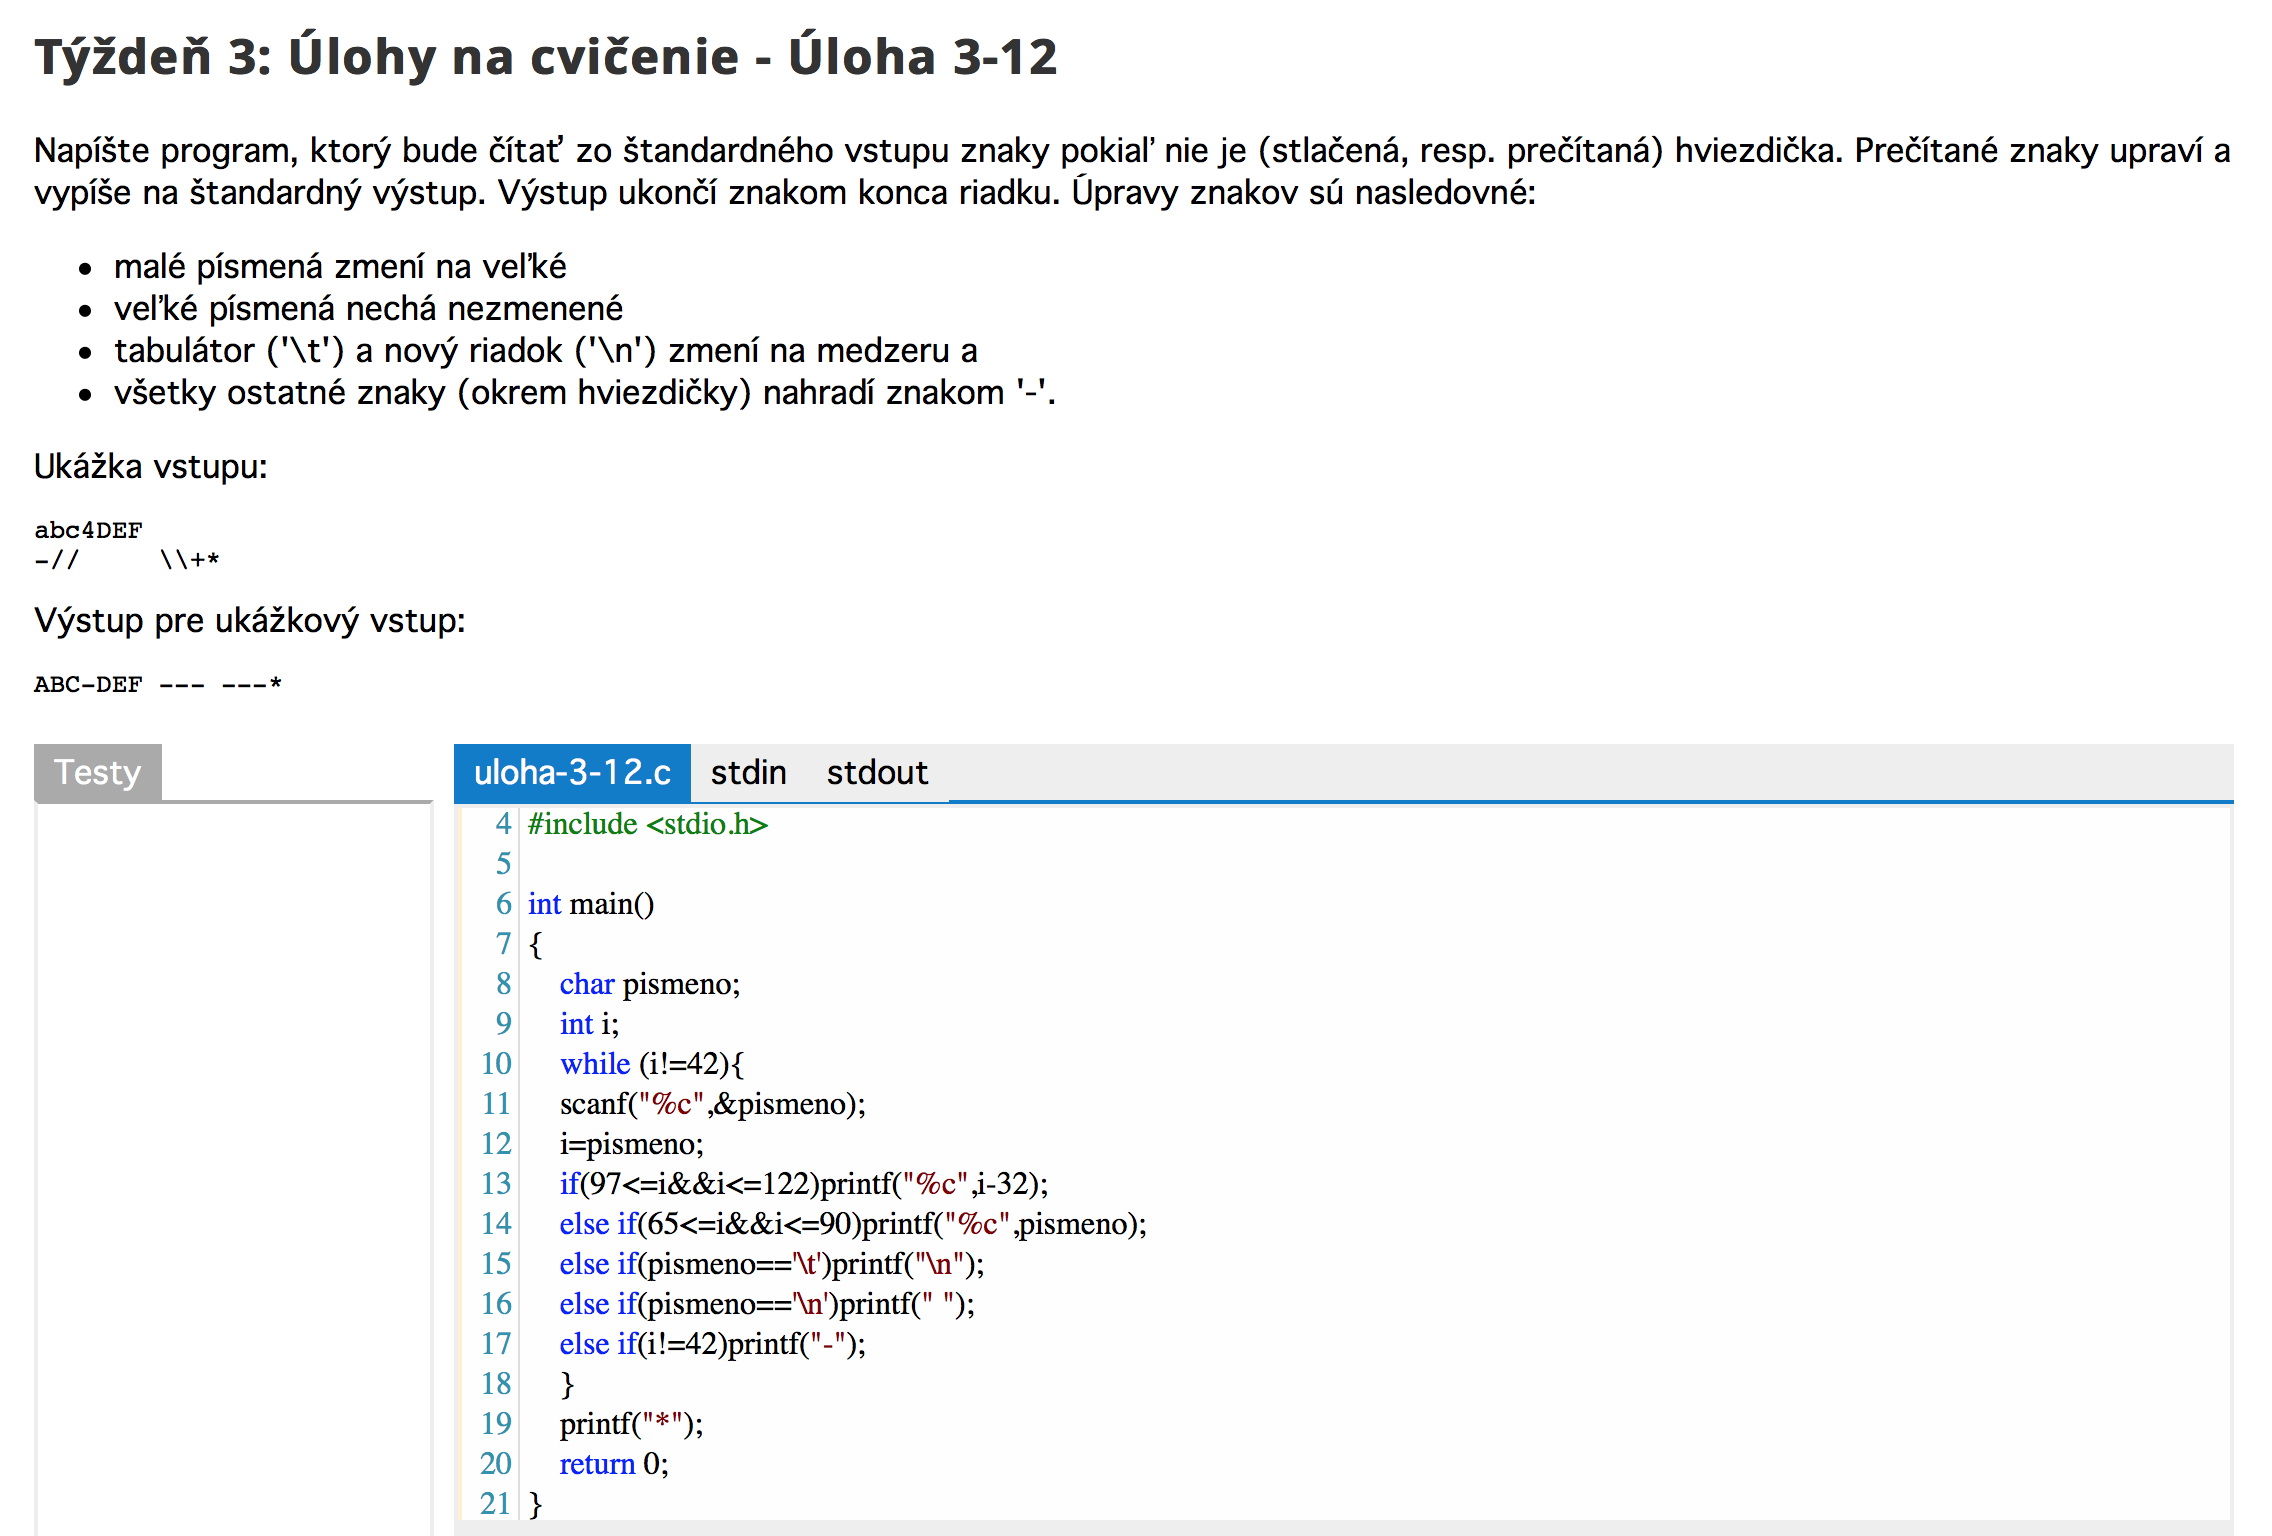 Týždeň 3: Úlohy na cvičenie - Úloha 3-12
Napíšte program, ktorý bude čítať zo štandardného vstupu znaky pokiaľ nie je (stlačená, resp. prečítaná) hviezdička. Prečítané znaky upraví a
vypíše na štandardný výstup. Výstup ukončí znakom konca riadku. Úpravy znakov sú nasledovné:
• malé písmená zmení na veľké
• veľké písmená nechá nezmenené
• tabulátor ('\t') a nový riadok ('\n') zmení na medzeru a
• všetky ostatné znaky (okrem hviezdičky) nahradí znakom '-'.
Ukážka vstupu:
abc4DEF
-//     \\+*
Výstup pre ukážkový vstup:
ABC-DEF --- ---*
Testy
uloha-3-12.c stdin stdout
4 #include <stdio.h>
5
6 int main()
7 {
8     char pismeno;
9     int i;
10     while (i!=42){
11     scanf("%c",&pismeno);
12     i=pismeno;
13     if(97<=i&&i<=122)printf("%c",i-32);
14     else if(65<=i&&i<=90)printf("%c",pismeno);
15     else if(pismeno=='\t')printf("\n");
16     else if(pismeno=='\n')printf(" ");
17     else if(i!=42)printf("-");
18     }
19     printf("*");
20     return 0;
21 }